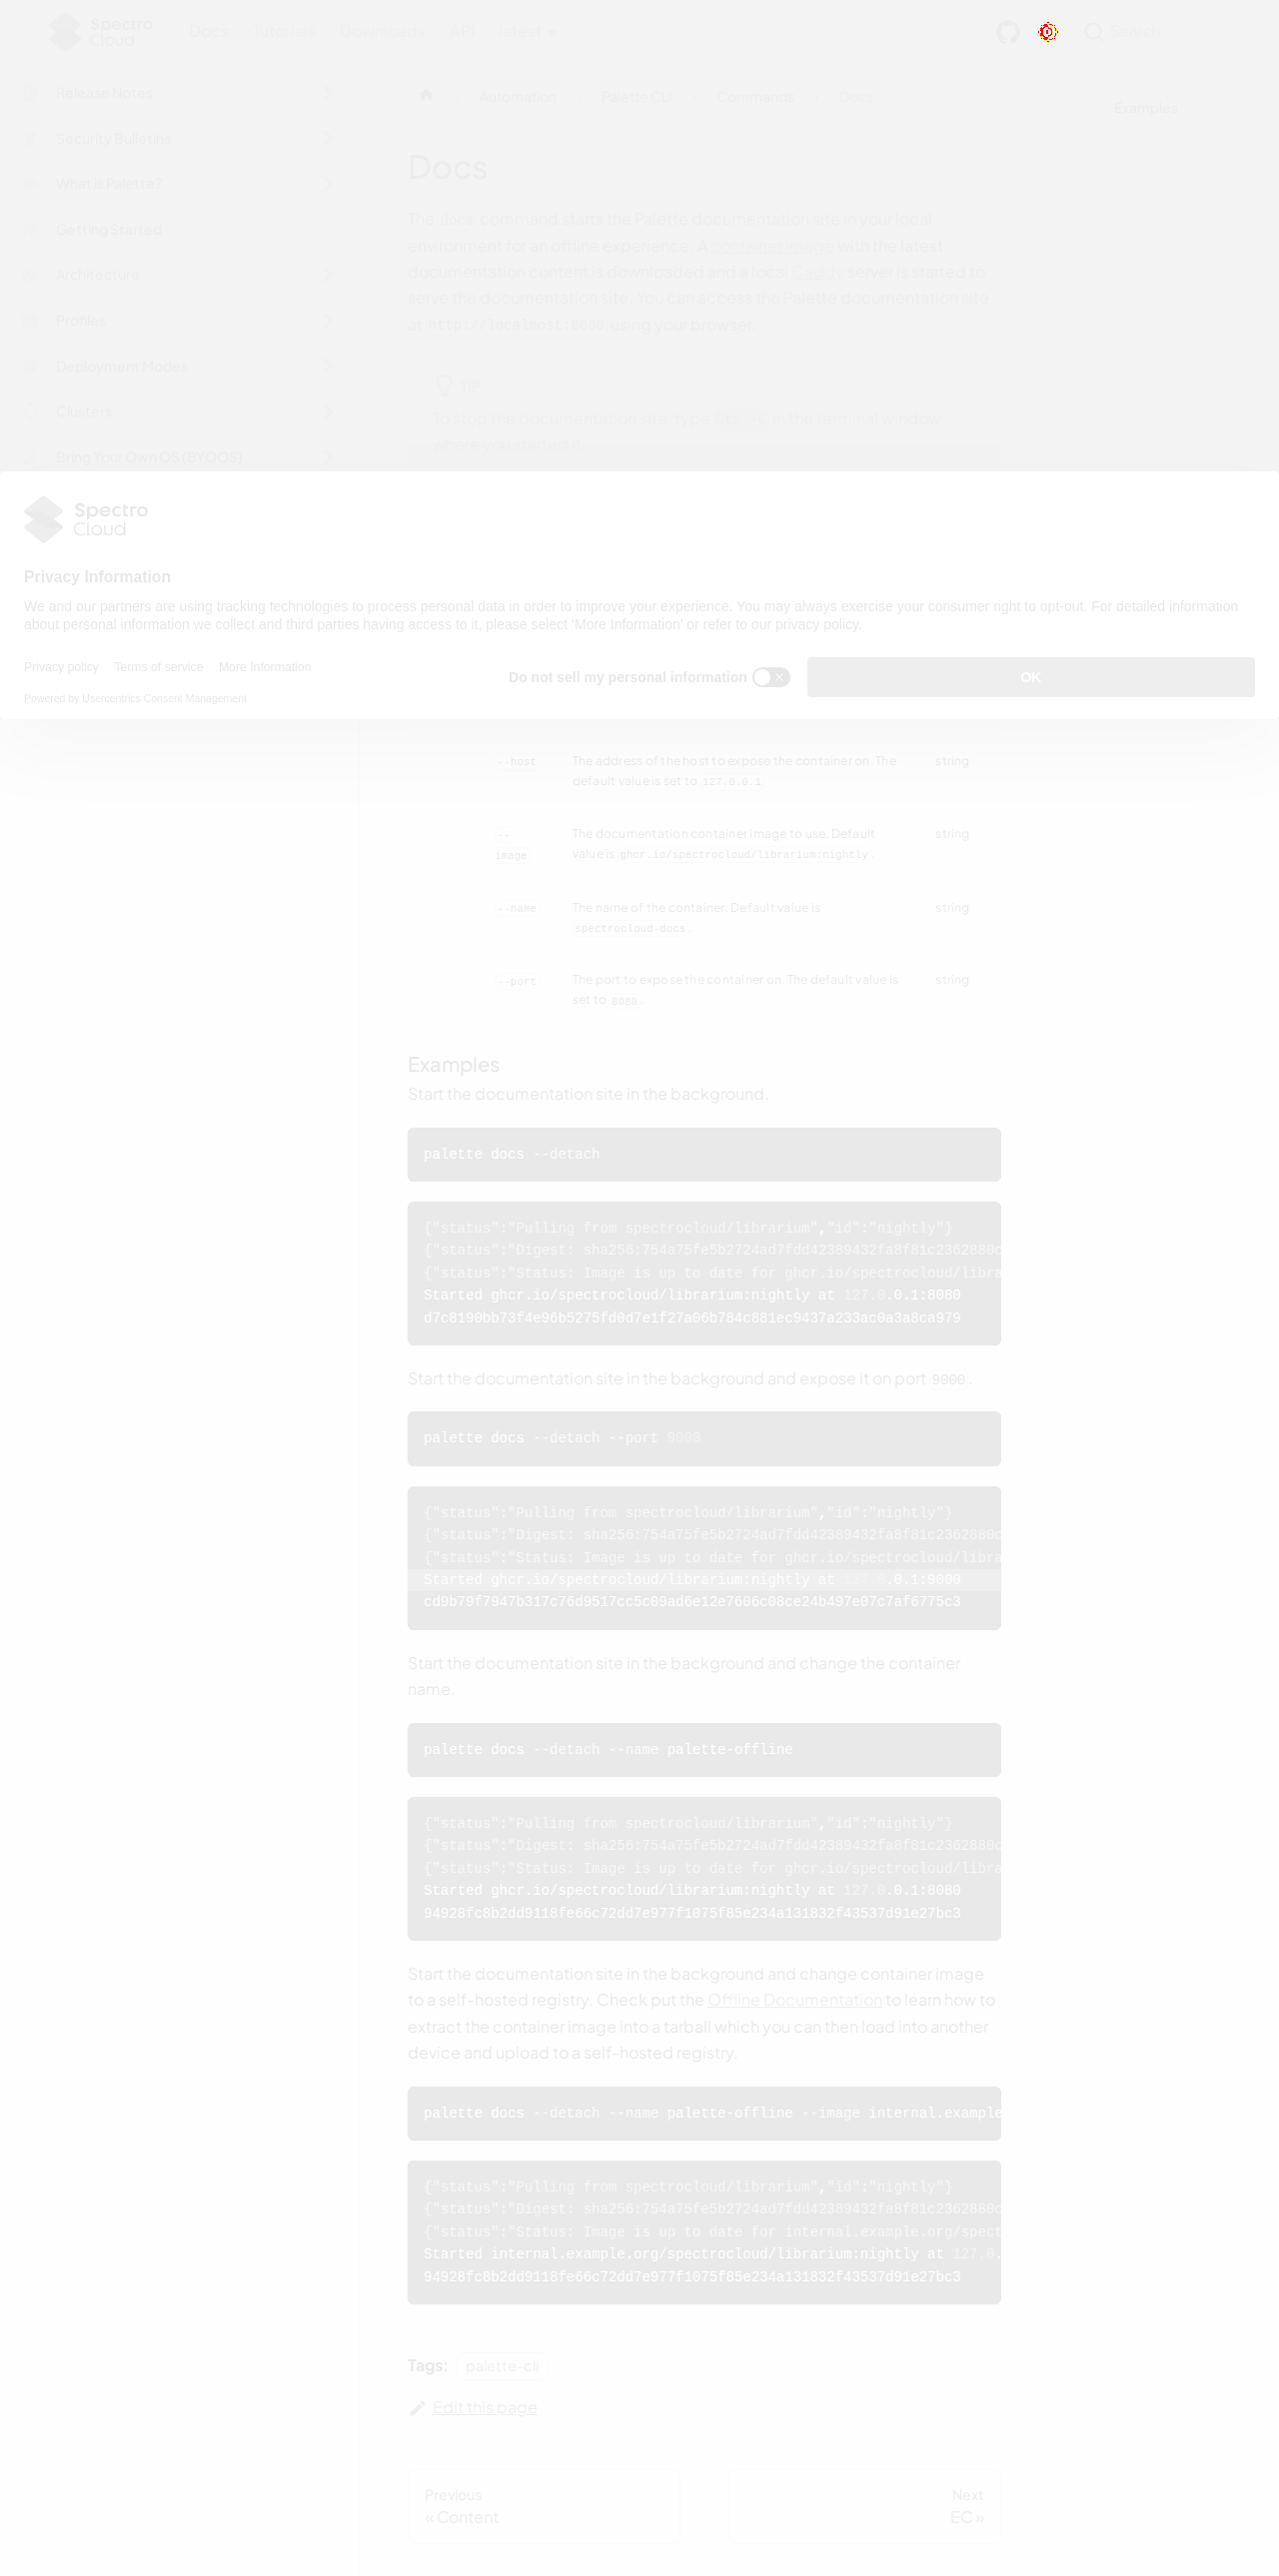 Spectro
Cloud
Docs Tutorials Downloads API latest
Search
Release Notes
Security Bulletins
What is Palette?
Getting Started
Architecture
Profiles
Deployment Modes
Clusters
Bring Your Own OS (BYOOS)
Automation Palette CLI Commands Docs
Examples
Docs
The docs command starts the Palette documentation site in your local
environment for an offline experience. A container image with the latest
documentation content is downloaded and a local Caddy server is started to
serve the documentation site. You can access the Palette documentation site
at http://localhost:8080 using your browser.
TIP
To stop the documentation site, type Ctrl+C in the terminal window
where you started it.
Spectro
Cloud
Privacy Information
We and our partners are using tracking technologies to process personal data in order to improve your experience. You may always exercise your consumer right to opt-out. For detailed information
about personal information we collect and third parties having access to it, please select 'More Information' or refer to our privacy policy.
Privacy policy Terms of service More Information
Do not sell my personal information
OK
Powered by Usercentrics Consent Management
--host The address of the host to expose the container on. The string
default value is set to 127.0.0.1.
-- The documentation container image to use. Default string
image value is ghcr.io/spectrocloud/librarium:nightly.
--name The name of the container. Default value is string
spectrocloud-docs.
--port The port to expose the container on. The default value is string
set to 8080.
Examples
Start the documentation site in the background.
palette docs --detach
{"status":"Pulling from spectrocloud/librarium","id":"nightly"}
{"status":"Digest: sha256:754a75fe5b2724ad7fdd42389432fa8f81c2362880c
{"status":"Status: Image is up to date for ghcr.io/spectrocloud/libra
Started ghcr.io/spectrocloud/librarium:nightly at 127.0.0.1:8080
d7c8190bb73f4e96b5275fd0d7e1f27a06b784c881ec9437a233ac0a3a8ca979
Start the documentation site in the background and expose it on port 9000.
palette docs --detach --port 9000
{"status":"Pulling from spectrocloud/librarium","id":"nightly"}
{"status":"Digest: sha256:754a75fe5b2724ad7fdd42389432fa8f81c2362880c
{"status":"Status: Image is up to date for ghcr.io/spectrocloud/libra
Started ghcr.io/spectrocloud/librarium:nightly at 127.0.0.1:9000
cd9b79f7947b317c76d9517cc5c09ad6e12e7606c08ce24b497e07c7af6775c3
Start the documentation site in the background and change the container
name.
palette docs --detach --name palette-offline
{"status":"Pulling from spectrocloud/librarium","id":"nightly"}
{"status":"Digest: sha256:754a75fe5b2724ad7fdd42389432fa8f81c2362880c
{"status":"Status: Image is up to date for ghcr.io/spectrocloud/libra
Started ghcr.io/spectrocloud/librarium:nightly at 127.0.0.1:8080
94928fc8b2dd9118fe66c72dd7e977f1075f85e234a131832f43537d91e27bc3
Start the documentation site in the background and change container image
to a self-hosted registry. Check put the Offline Documentation to learn how to
extract the container image into a tarball which you can then load into another
device and upload to a self-hosted registry.
palette docs --detach --name palette-offline --image internal.example
{"status":"Pulling from spectrocloud/librarium","id":"nightly"}
{"status":"Digest: sha256:754a75fe5b2724ad7fdd42389432fa8f81c2362880c
{"status":"Status: Image is up to date for internal.example.org/spect
Started internal.example.org/spectrocloud/librarium:nightly at 127.0.
94928fc8b2dd9118fe66c72dd7e977f1075f85e234a131832f43537d91e27bc3
Tags: palette-cli
Edit this page
Previous
« Content
Next
EC »